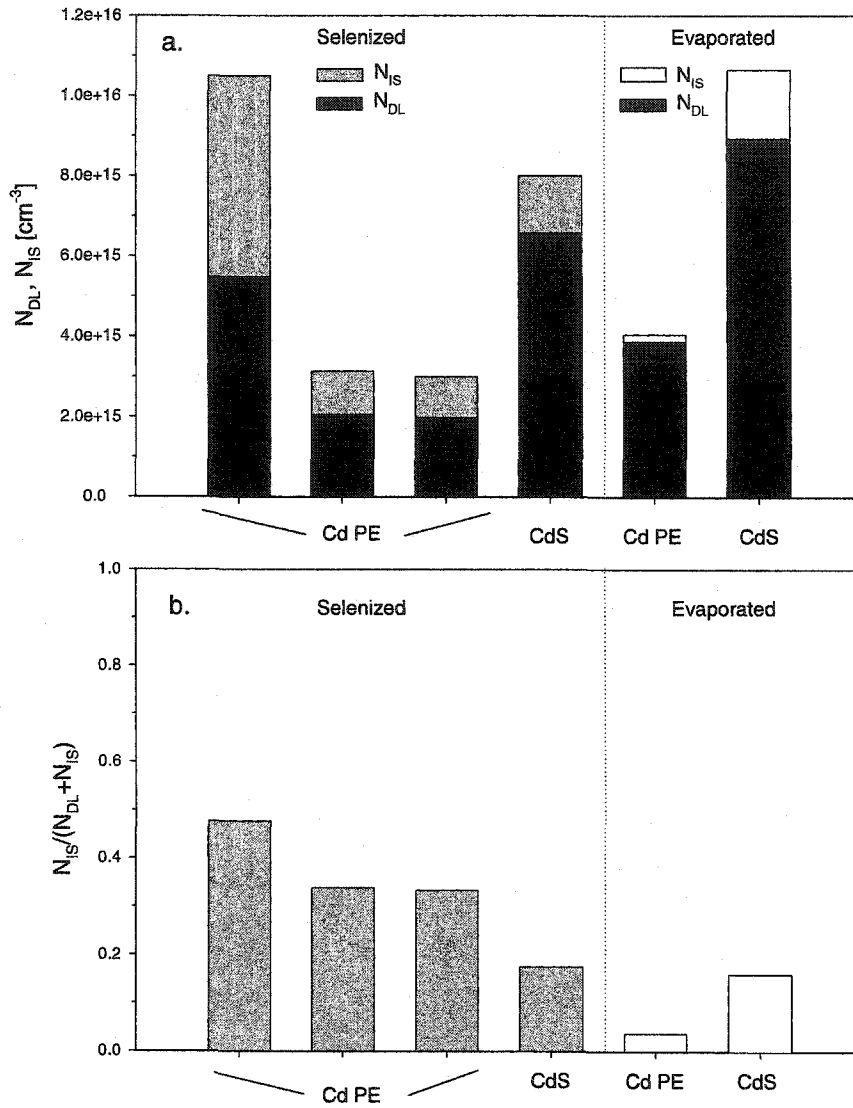 a.
Selenized
Evaporated
N_IS
N_DL
N_IS
N_DL
1.2e+16
1.0e+16
8.0e+15
6.0e+15
4.0e+15
2.0e+15
0.0
N_DL, N_IS [cm^-3]
Cd PE
CdS
Cd PE
CdS
b.
Selenized
Evaporated
1.0
0.8
0.6
0.4
0.2
0.0
N_IS/(N_DL+N_IS)
Cd PE
CdS
Cd PE
CdS